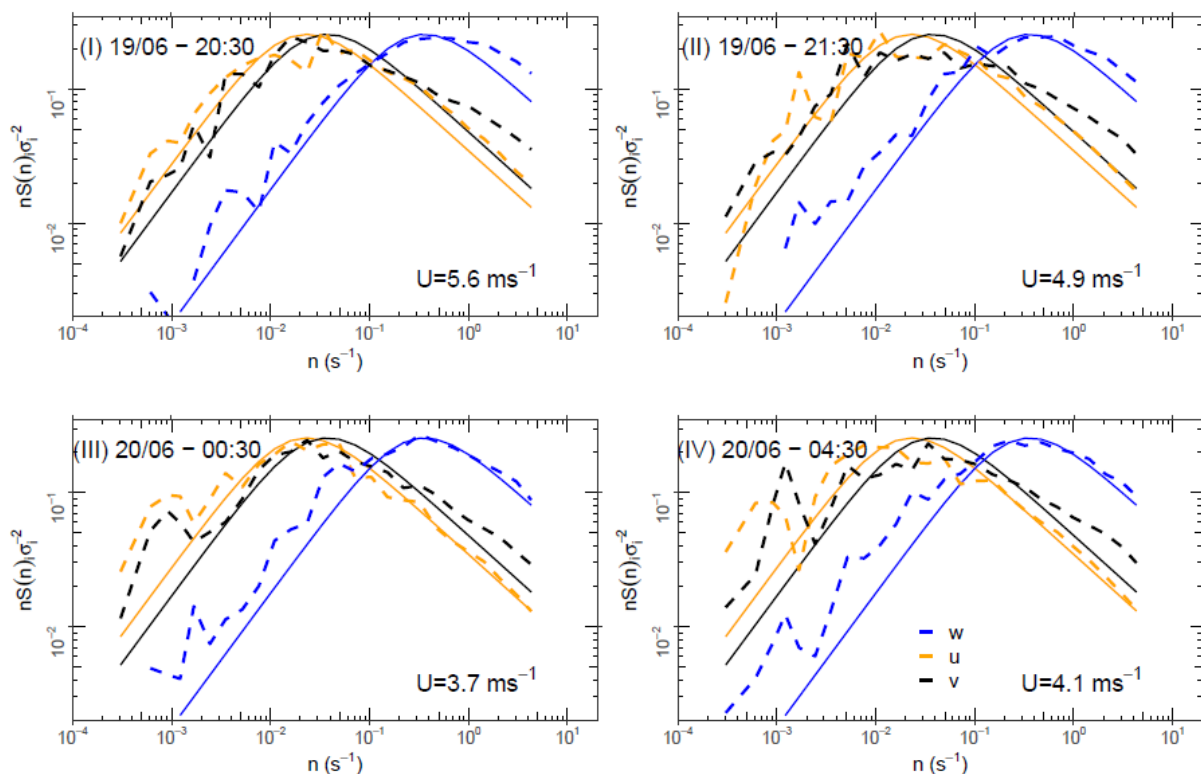 (I) 19/06 − 20:30
nS(n)ᵢσᵢ⁻²
10⁻¹
10⁻²
U=5.6 ms⁻¹
10⁻⁴ 10⁻³ 10⁻² 10⁻¹ 10⁰ 10¹
n (s⁻¹)
(II) 19/06 − 21:30
nS(n)ᵢσᵢ⁻²
10⁻¹
10⁻²
U=4.9 ms⁻¹
10⁻⁴ 10⁻³ 10⁻² 10⁻¹ 10⁰ 10¹
n (s⁻¹)
(III) 20/06 − 00:30
nS(n)ᵢσᵢ⁻²
10⁻¹
10⁻²
U=3.7 ms⁻¹
10⁻⁴ 10⁻³ 10⁻² 10⁻¹ 10⁰ 10¹
n (s⁻¹)
(IV) 20/06 − 04:30
nS(n)ᵢσᵢ⁻²
10⁻¹
10⁻²
w
u
v
U=4.1 ms⁻¹
10⁻⁴ 10⁻³ 10⁻² 10⁻¹ 10⁰ 10¹
n (s⁻¹)